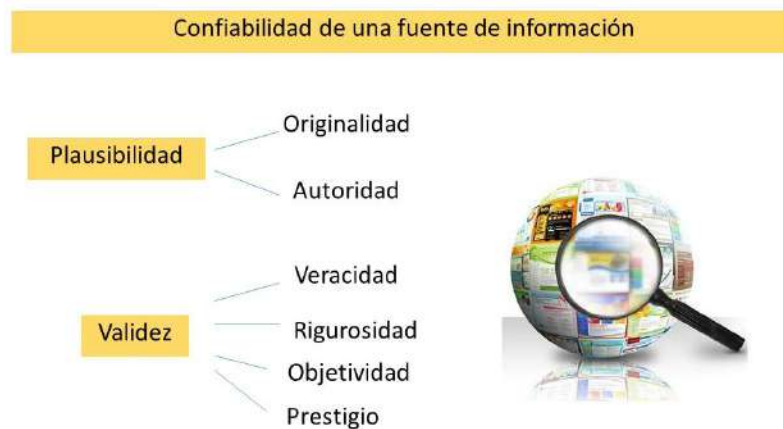 Confiabilidad de una fuente de información
Plausibilidad
Originalidad
Autoridad
Validez
Veracidad
Rigurosidad
Objetividad
Prestigio